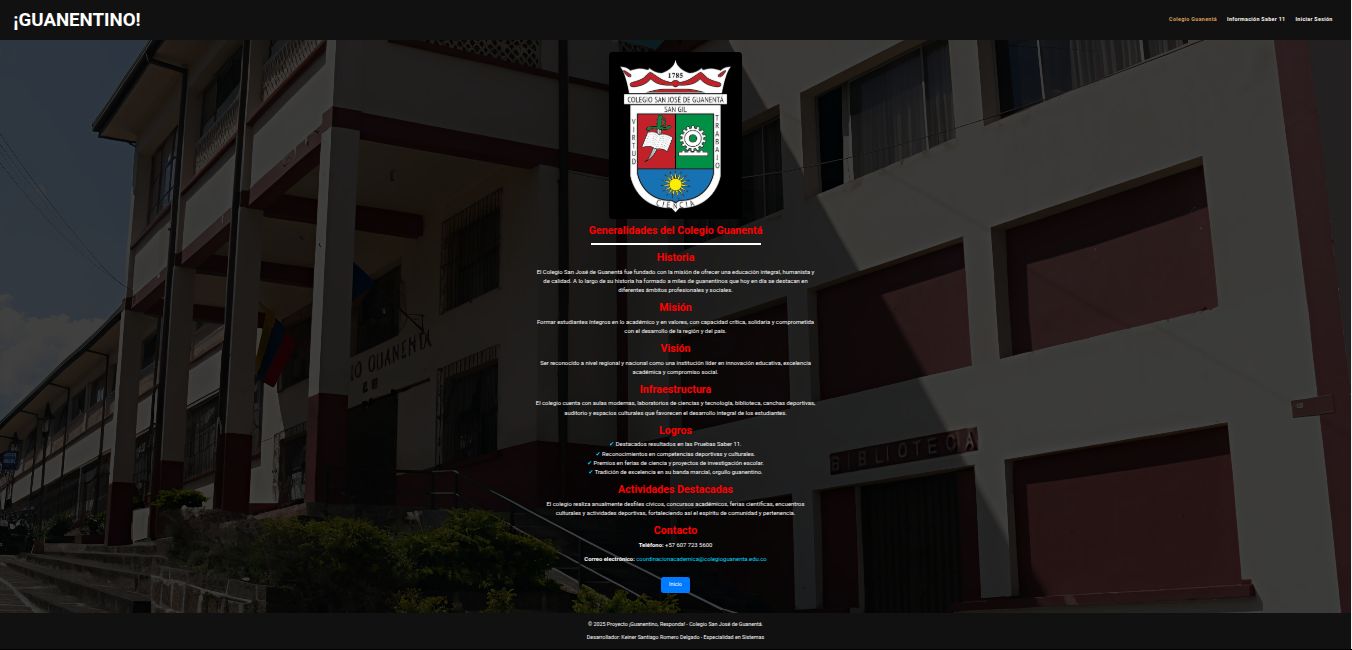 ¡GUANENTINO!
Colegio Guanentá Información Saber 11 Iniciar Sesión
1785
COLEGIO SAN JOSÉ DE GUANENTA
SAN GIL
VIRTUD
TRABAJO
CIENCIA
Generalidades del Colegio Guanentá
Historia
El Colegio San José de Guanentá fue fundado con la misión de ofrecer una educación integral, humanista y
de calidad. A lo largo de su historia ha formado a miles de guanentinos que hoy en día se destacan en
diferentes ámbitos profesionales y sociales.
Misión
Formar estudiantes íntegros en lo académico y en valores, con capacidad crítica, solidaria y comprometida
con el desarrollo de la región y del país.
Visión
Ser reconocido a nivel regional y nacional como una institución líder en innovación educativa, excelencia
académica y compromiso social.
Infraestructura
El colegio cuenta con aulas modernas, laboratorios de ciencias y tecnología, biblioteca, canchas deportivas,
auditorio y espacios culturales que favorecen el desarrollo integral de los estudiantes.
Logros
✔ Destacados resultados en las Pruebas Saber 11.
✔ Reconocimientos en competencias deportivas y culturales.
✔ Premios en ferias de ciencia y proyectos de investigación escolar.
✔ Tradición de excelencia en su banda marcial, orgullo guanentino.
Actividades Destacadas
El colegio realiza anualmente desfiles cívicos, concursos académicos, ferias científicas, encuentros
culturales y actividades deportivas, fortaleciendo así el espíritu de comunidad y pertenencia.
Contacto
Teléfono: +57 607 723 5600
Correo electrónico: coordinacionacademica@colegioguanenta.edu.co
Inicio
IO GUANENTA
BIBLIOTECA
© 2025 Proyecto ¡Guanentino, Responda! - Colegio San José de Guanentá.
Desarrollador: Keiner Santiago Romero Delgado - Especialidad en Sistemas